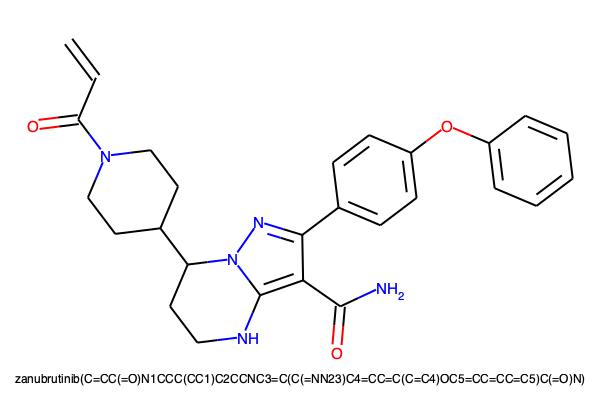 O
N
O
N
N
NH₂
NH
O
zanubrutinib(C=CC(=O)N1CCC(CC1)C2CCNC3=C(C(=NN23)C4=CC=C(C=C4)OC5=CC=CC=C5)C(=O)N)